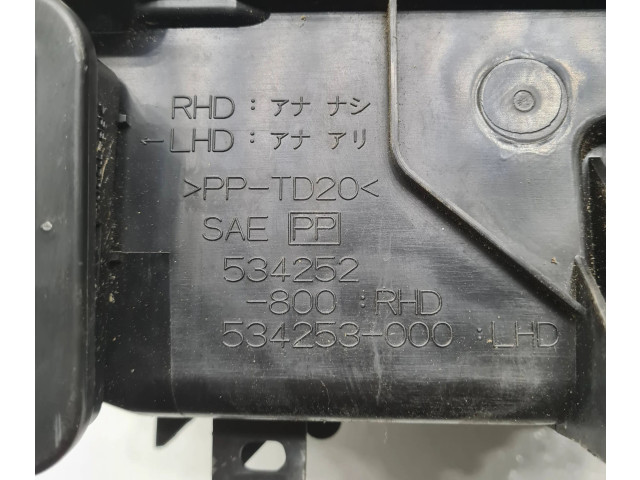 RHD : アナ ナシ
←LHD : アナ アリ
>PP-TD20<
SAE PP
534252
-800 :RHD
534253-000 :LHD